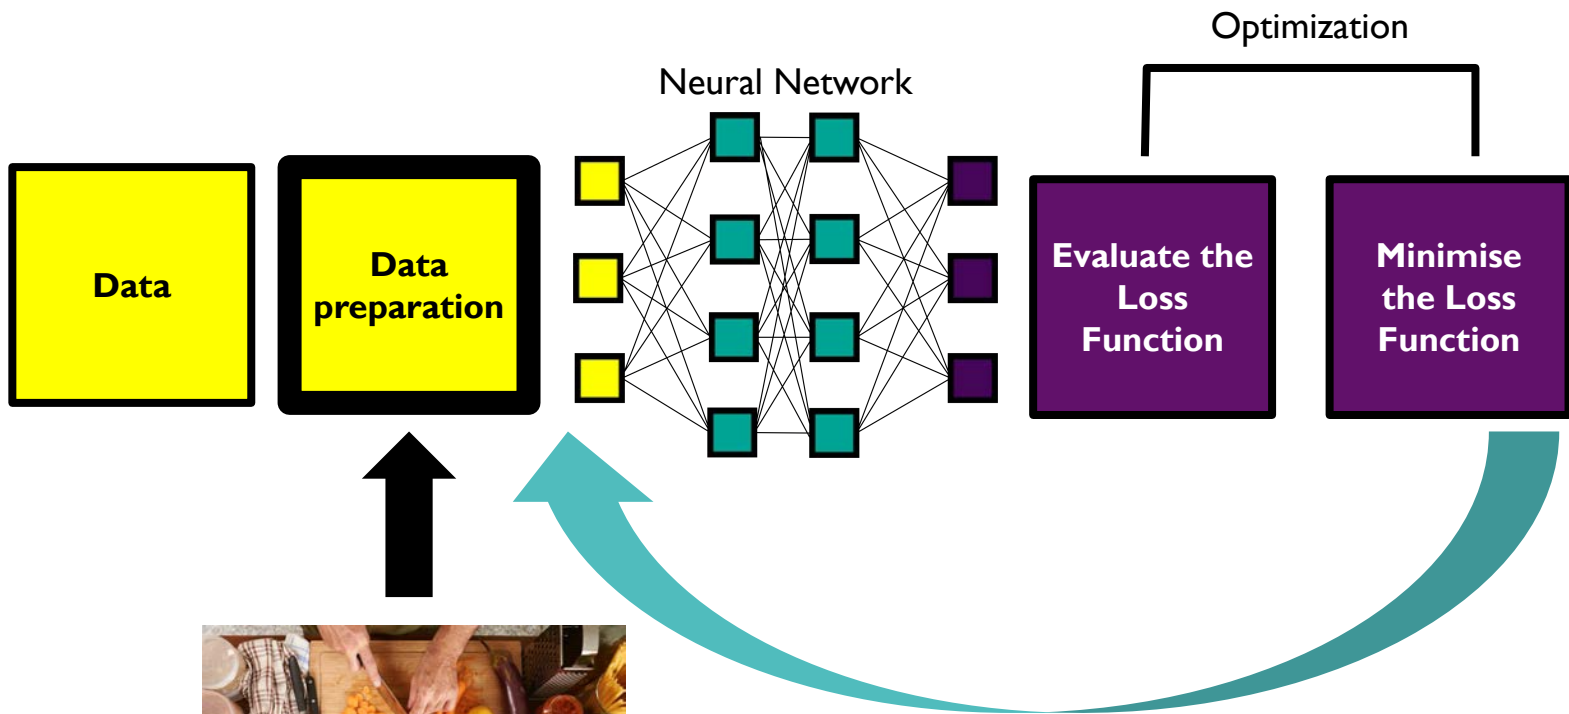 Optimization
Neural Network
Data
Data
preparation
Evaluate the
Loss
Function
Minimise
the Loss
Function